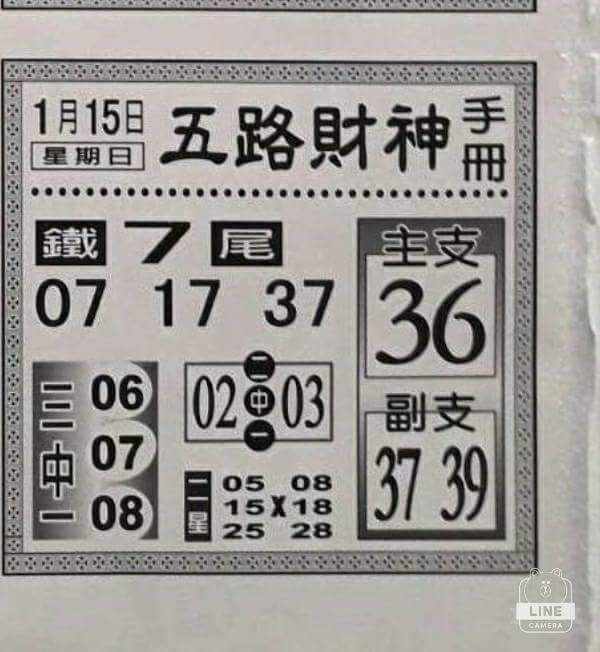 1月15日
星期日
五路財神
手冊
鐵 7 尾
07 17 37
主支
36
三中一
06
07
08
02 二中一 03
二星
05 08
15 X 18
25 28
副支
37 39
LINE
CAMERA